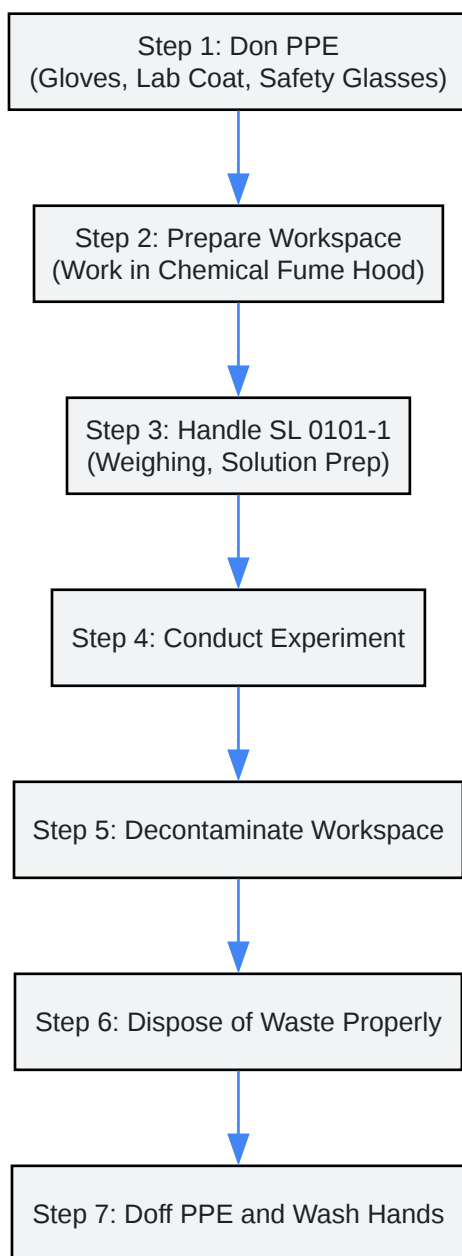 Step 1: Don PPE
(Gloves, Lab Coat, Safety Glasses)
Step 2: Prepare Workspace
(Work in Chemical Fume Hood)
Step 3: Handle SL 0101-1
(Weighing, Solution Prep)
Step 4: Conduct Experiment
Step 5: Decontaminate Workspace
Step 6: Dispose of Waste Properly
Step 7: Doff PPE and Wash Hands